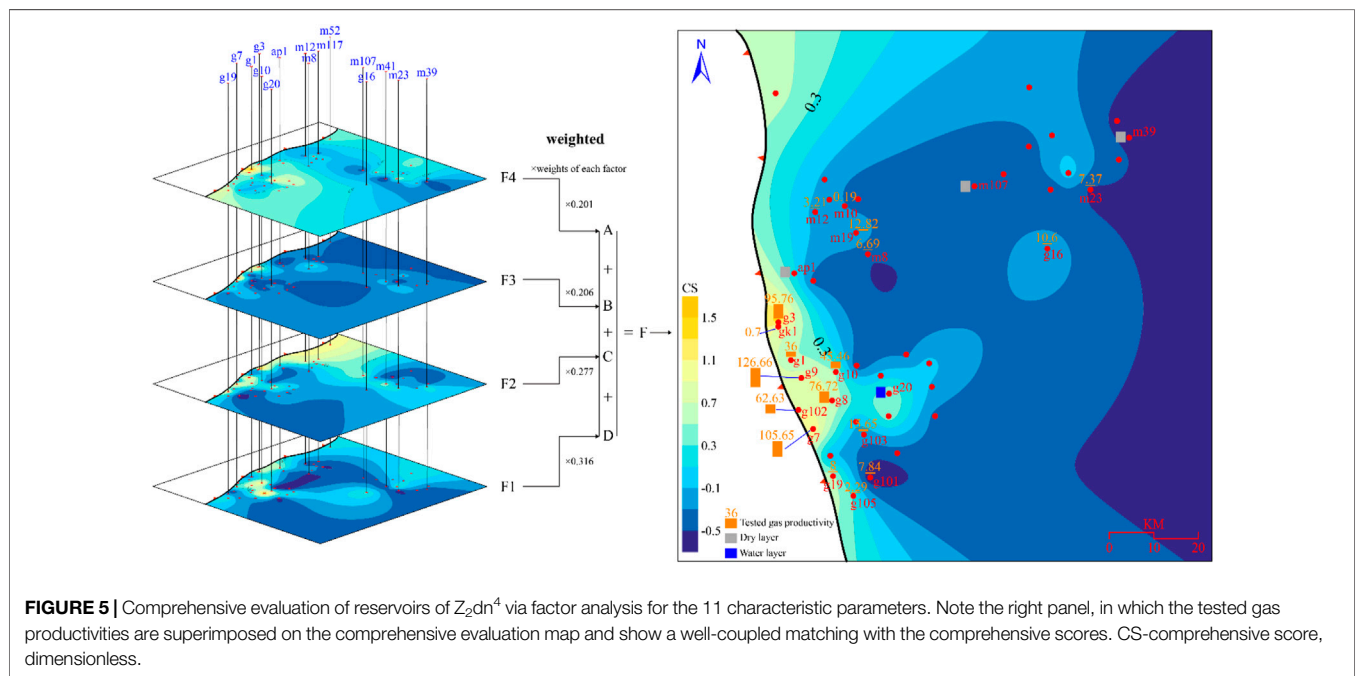 m52
g3
m12
m117
g7
ap1
g1
m8
m107
g10
m41
g19
g20
g16
m23
m39
weighted
×weights of each factor
F4
×0.201
A
+
F3
×0.206
B
+
= F
C
F2
×0.277
+
D
F1
×0.316
N
0.3
m39
m107
7.37
m23
0.19
m12
m10
12.82
m19
6.69
m8
10.6
g16
ap1
CS
1.5
1.1
0.7
0.3
-0.1
-0.5
95.76
g3
gk1
0.7
36
g1
0.3
g10
126.66
g9
76.72
g8
g20
62.63
g102
g7
105.65
g103
g19
7.84
g101
g105
36
Tested gas productivity
Dry layer
Water layer
KM
0 10 20
FIGURE 5 | Comprehensive evaluation of reservoirs of Z₂dn⁴ via factor analysis for the 11 characteristic parameters. Note the right panel, in which the tested gas
productivities are superimposed on the comprehensive evaluation map and show a well-coupled matching with the comprehensive scores. CS-comprehensive score,
dimensionless.